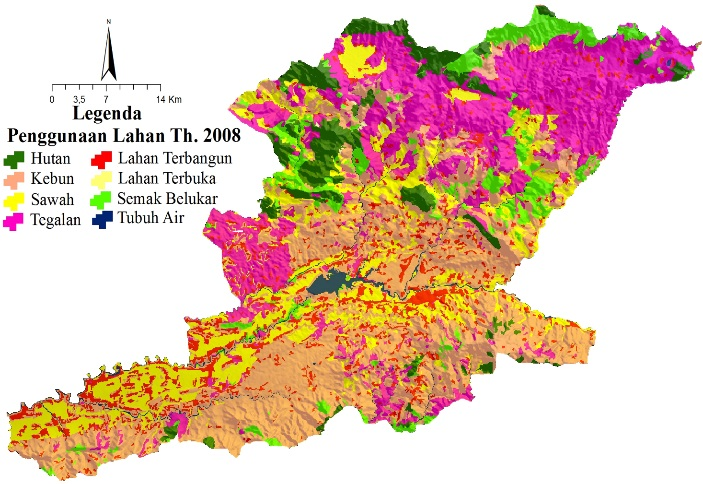 N
0 3,5 7 14 Km
Legenda
Penggunaan Lahan Th. 2008
Hutan
Kebun
Sawah
Tegalan
Lahan Terbangun
Lahan Terbuka
Semak Belukar
Tubuh Air